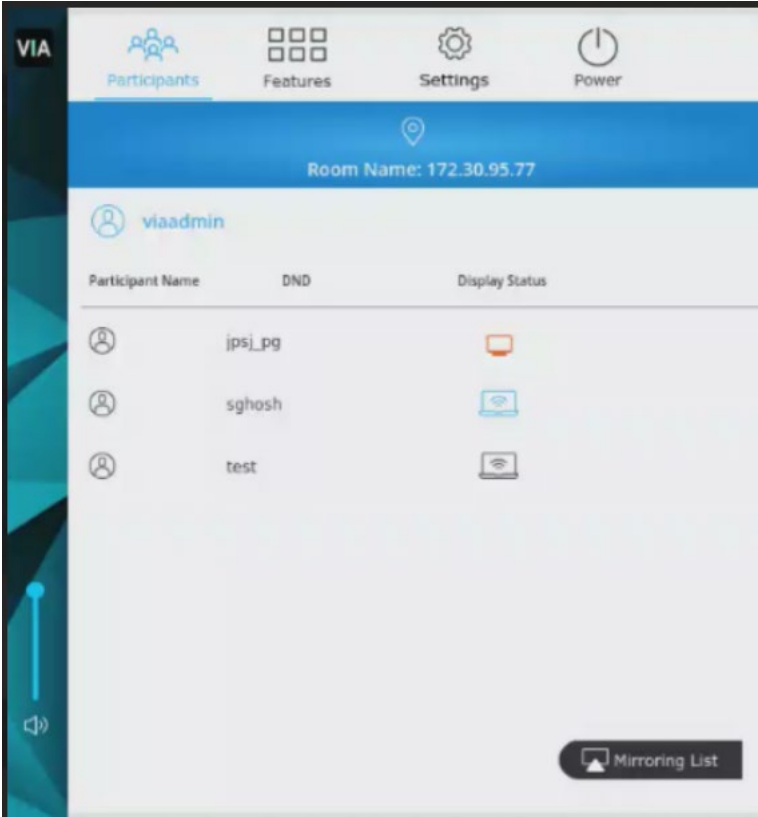 VIA
Participants
Features
Settings
Power
Room Name: 172.30.95.77
viaadmin
Participant Name DND Display Status
jpsj_pg
sghosh
test
Mirroring List